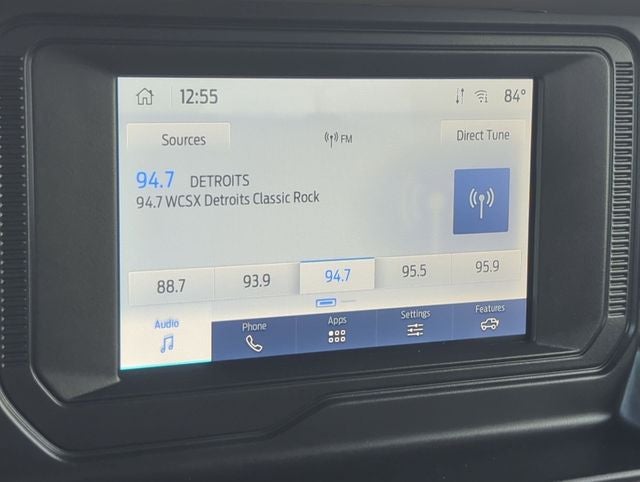 12:55 84°
Sources FM Direct Tune
94.7 DETROITS
94.7 WCSX Detroits Classic Rock
88.7 93.9 94.7 95.5 95.9
Audio Phone Apps Settings Features